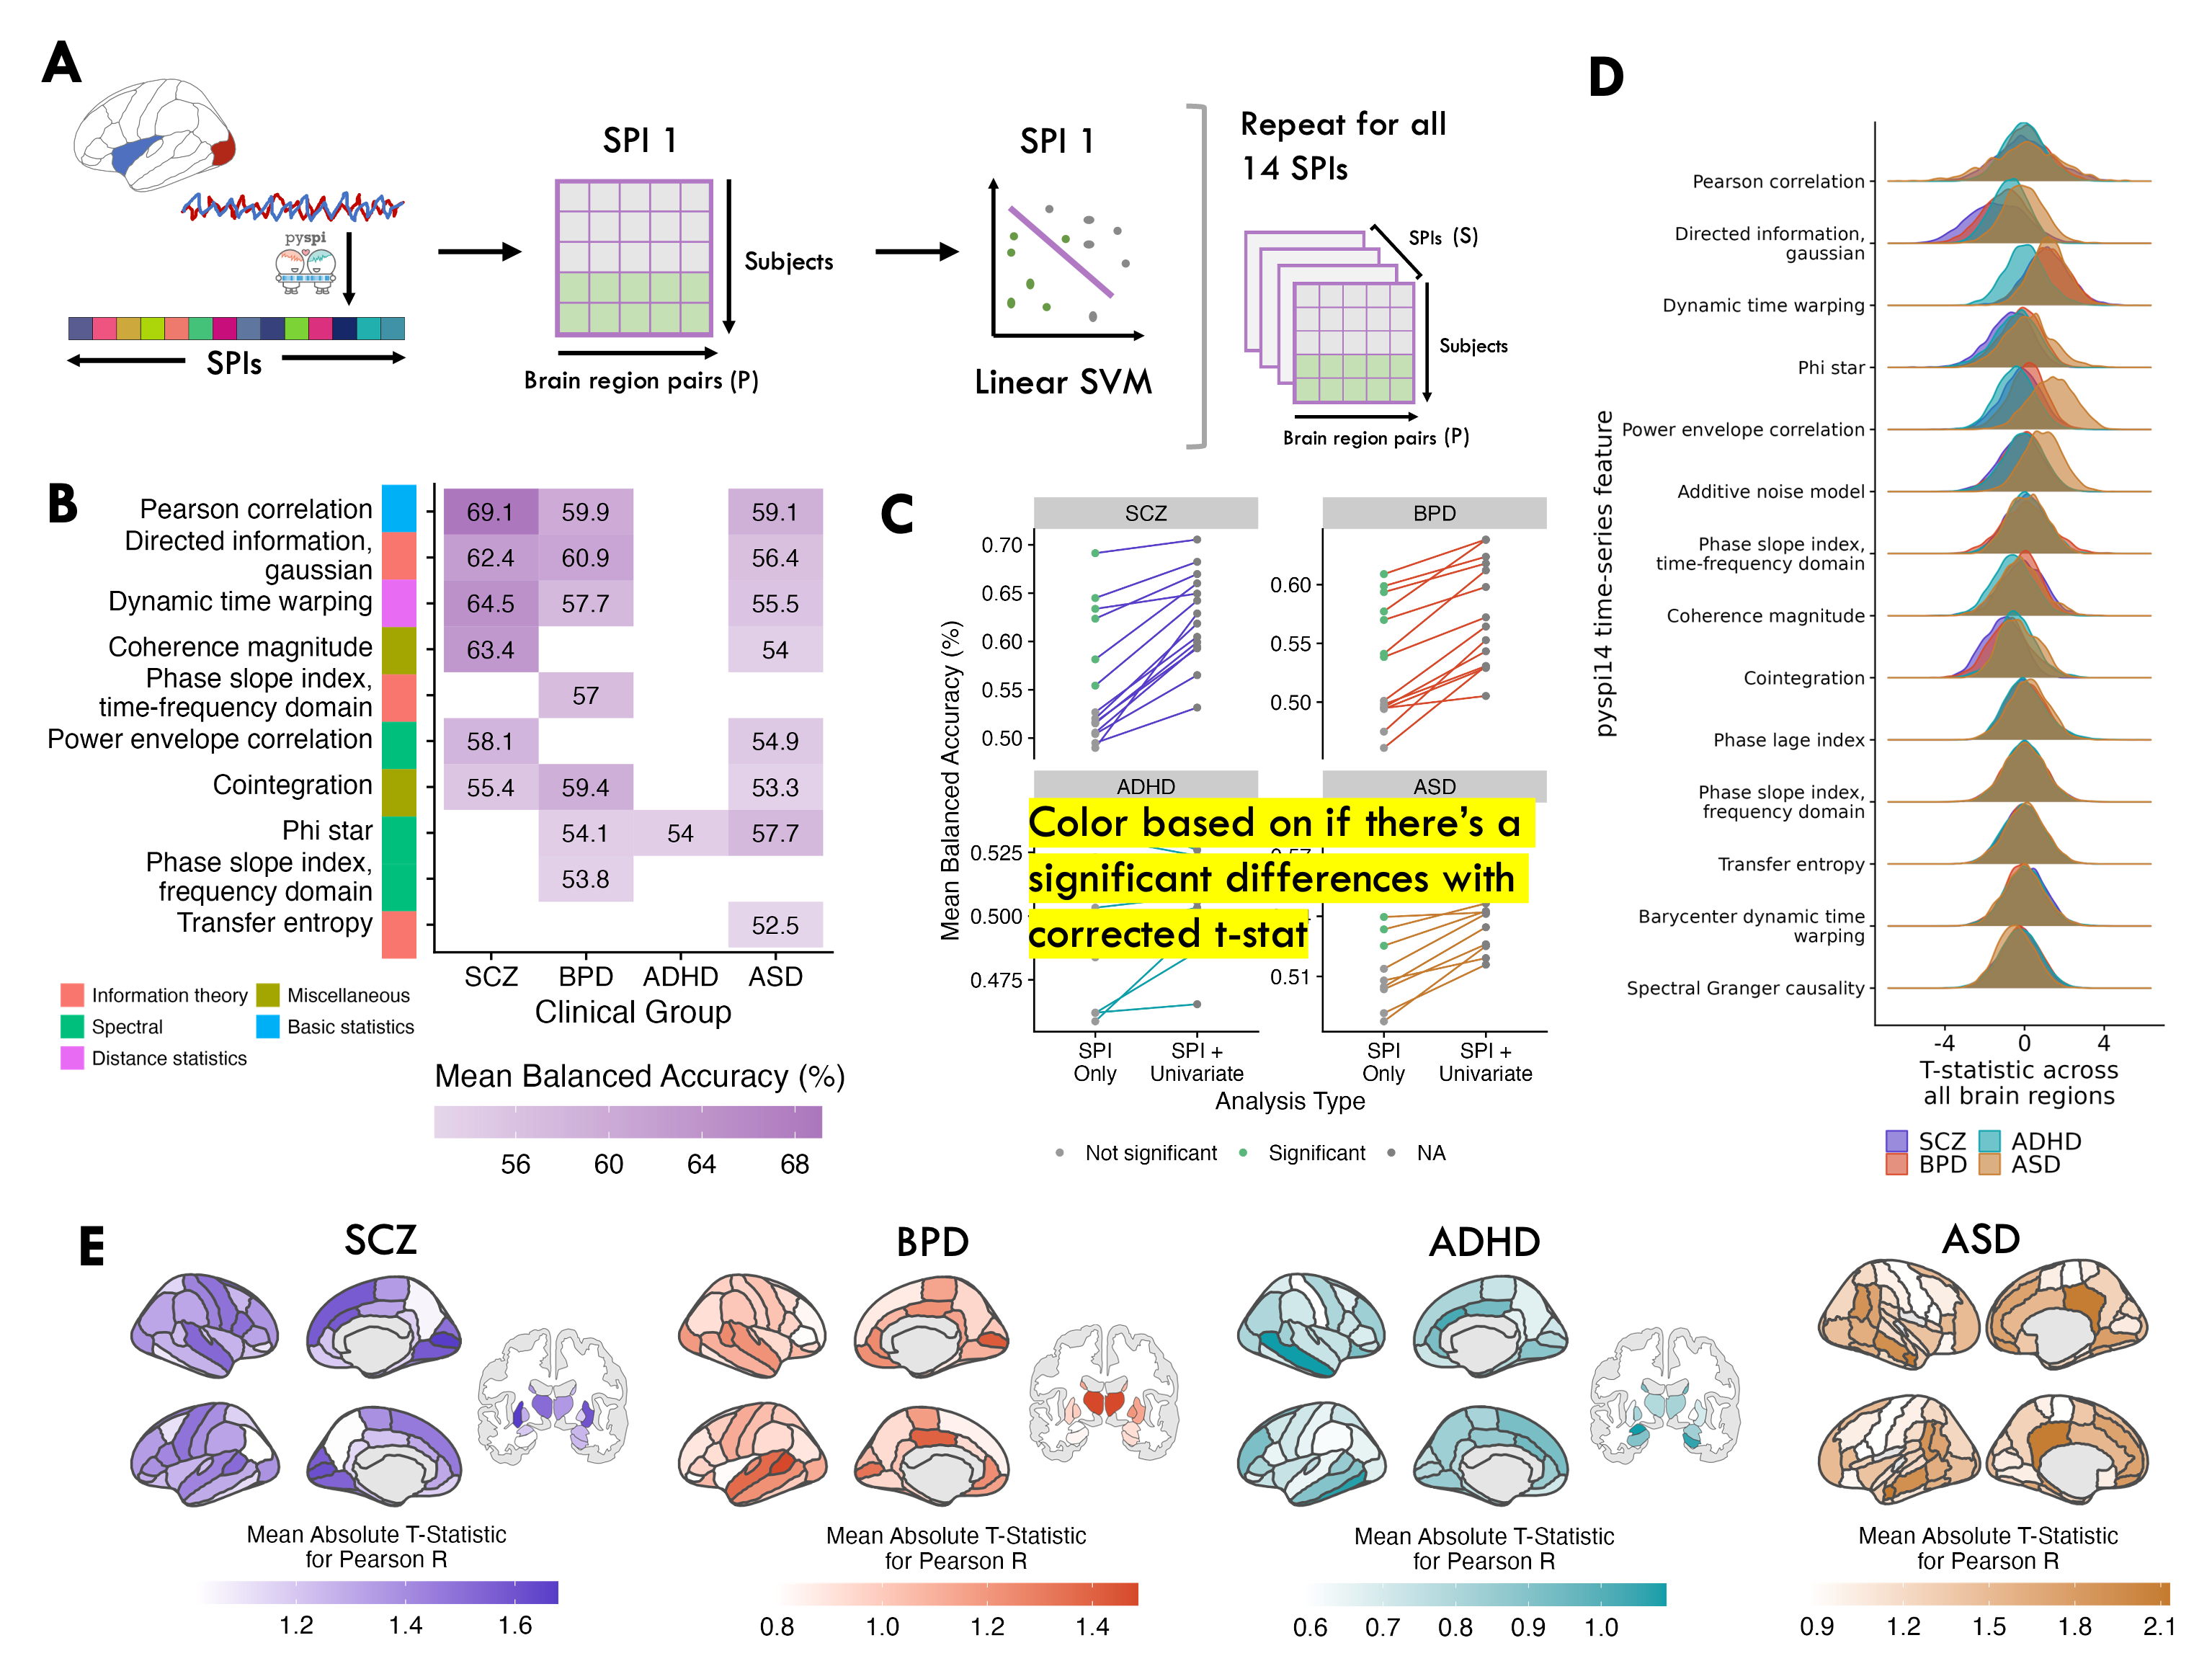 A
pyspi
SPIs
SPI 1
Subjects
Brain region pairs (P)
SPI 1
Linear SVM
Repeat for all
14 SPIs
SPIs (S)
Subjects
Brain region pairs (P)
B
Pearson correlation
Directed information,
gaussian
Dynamic time warping
Coherence magnitude
Phase slope index,
time-frequency domain
Power envelope correlation
Cointegration
Phi star
Phase slope index,
frequency domain
Transfer entropy
69.1 59.9 59.1
62.4 60.9 56.4
64.5 57.7 55.5
63.4 54
57
58.1 54.9
55.4 59.4 53.3
54.1 54 57.7
53.8
52.5
SCZ BPD ADHD ASD
Clinical Group
Information theory
Miscellaneous
Spectral
Basic statistics
Distance statistics
Mean Balanced Accuracy (%)
56 60 64 68
C
Mean Balanced Accuracy (%)
SCZ
0.70
0.65
0.60
0.55
0.50
BPD
0.60
0.55
0.50
ADHD
0.525
0.500
0.475
ASD
0.51
Color based on if there's a
significant differences with
corrected t-stat
SPI
Only
SPI +
Univariate
SPI
Only
SPI +
Univariate
Analysis Type
Not significant Significant NA
D
pyspi14 time-series feature
Pearson correlation
Directed information,
gaussian
Dynamic time warping
Phi star
Power envelope correlation
Additive noise model
Phase slope index,
time-frequency domain
Coherence magnitude
Cointegration
Phase lage index
Phase slope index,
frequency domain
Transfer entropy
Barycenter dynamic time
warping
Spectral Granger causality
-4 0 4
T-statistic across
all brain regions
SCZ ADHD
BPD ASD
E
SCZ
Mean Absolute T-Statistic
for Pearson R
1.2 1.4 1.6
BPD
Mean Absolute T-Statistic
for Pearson R
0.8 1.0 1.2 1.4
ADHD
Mean Absolute T-Statistic
for Pearson R
0.6 0.7 0.8 0.9 1.0
ASD
Mean Absolute T-Statistic
for Pearson R
0.9 1.2 1.5 1.8 2.1